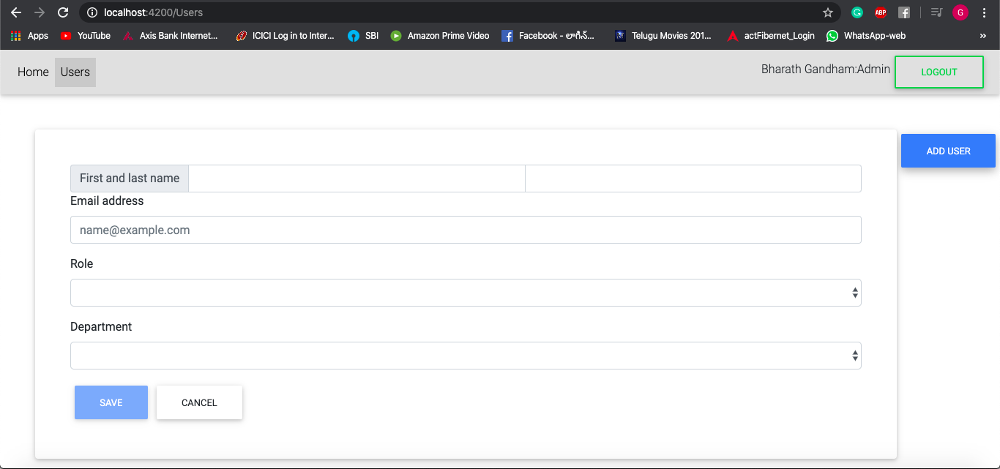 localhost:4200/Users
G ABP f G
Apps YouTube Axis Bank Internet... ICICI Log in to Inter... SBI Amazon Prime Video Facebook - లాగిన్... Telugu Movies 201... actFibernet_Login WhatsApp-web »
Home Users Bharath Gandham:Admin LOGOUT
ADD USER
First and last name
Email address
name@example.com
Role
Department
SAVE CANCEL